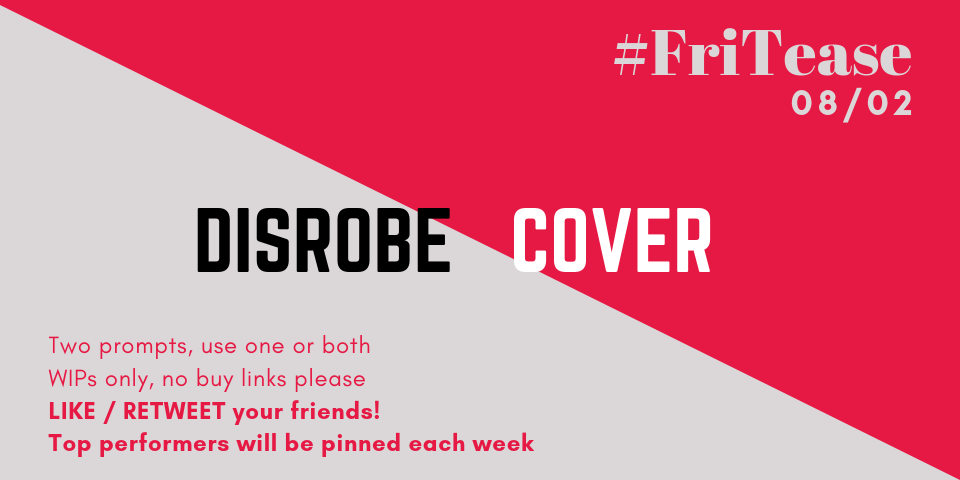 #FriTease
08/02
DISROBE COVER
Two prompts, use one or both
WIPs only, no buy links please
LIKE / RETWEET your friends!
Top performers will be pinned each week